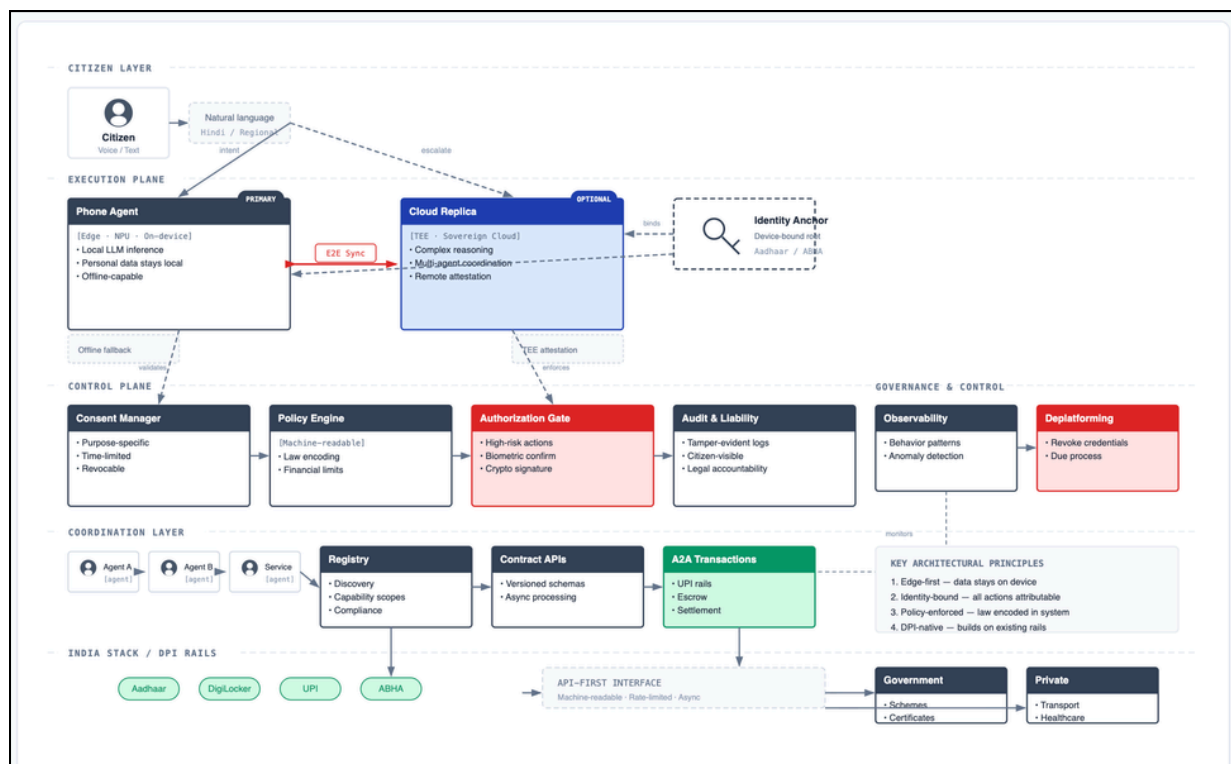 CITIZEN LAYER
Citizen
Voice / Text
Natural language
Hindi / Regional
intent
escalate
EXECUTION PLANE
PRIMARY
Phone Agent
[Edge · NPU · On-device]
• Local LLM inference
• Personal data stays local
• Offline-capable
E2E Sync
OPTIONAL
Cloud Replica
[TEE · Sovereign Cloud]
• Complex reasoning
• Multi-agent coordination
• Remote attestation
binds
Identity Anchor
Device-bound root
Aadhaar / ABHA
Offline fallback
validates
TEE attestation
enforces
CONTROL PLANE
Consent Manager
• Purpose-specific
• Time-limited
• Revocable
Policy Engine
[Machine-readable]
• Law encoding
• Financial limits
Authorization Gate
• High-risk actions
• Biometric confirm
• Crypto signature
Audit & Liability
• Tamper-evident logs
• Citizen-visible
• Legal accountability
GOVERNANCE & CONTROL
Observability
• Behavior patterns
• Anomaly detection
Deplatforming
• Revoke credentials
• Due process
monitors
COORDINATION LAYER
Agent A
[agent]
Agent B
[agent]
Service
[agent]
Registry
• Discovery
• Capability scopes
• Compliance
Contract APIs
• Versioned schemas
• Async processing
A2A Transactions
• UPI rails
• Escrow
• Settlement
KEY ARCHITECTURAL PRINCIPLES
1. Edge-first — data stays on device
2. Identity-bound — all actions attributable
3. Policy-enforced — law encoded in system
4. DPI-native — builds on existing rails
INDIA STACK / DPI RAILS
Aadhaar
DigiLocker
UPI
ABHA
API-FIRST INTERFACE
Machine-readable · Rate-limited · Async
Government
• Schemes
• Certificates
Private
• Transport
• Healthcare